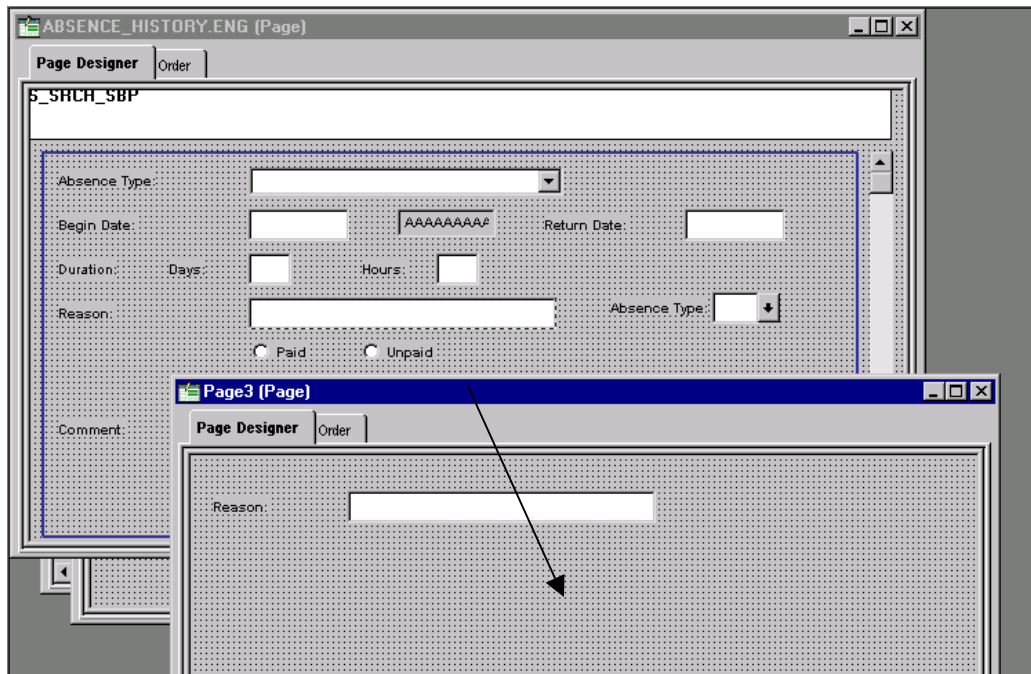 ABSENCE_HISTORY.ENG (Page)
Page Designer Order
S_SRCH_SBP
Absence Type:
Begin Date: AAAAAAAAA Return Date:
Duration: Days: Hours:
Reason: Absence Type:
Paid Unpaid
Comment:
Page3 (Page)
Page Designer Order
Reason: